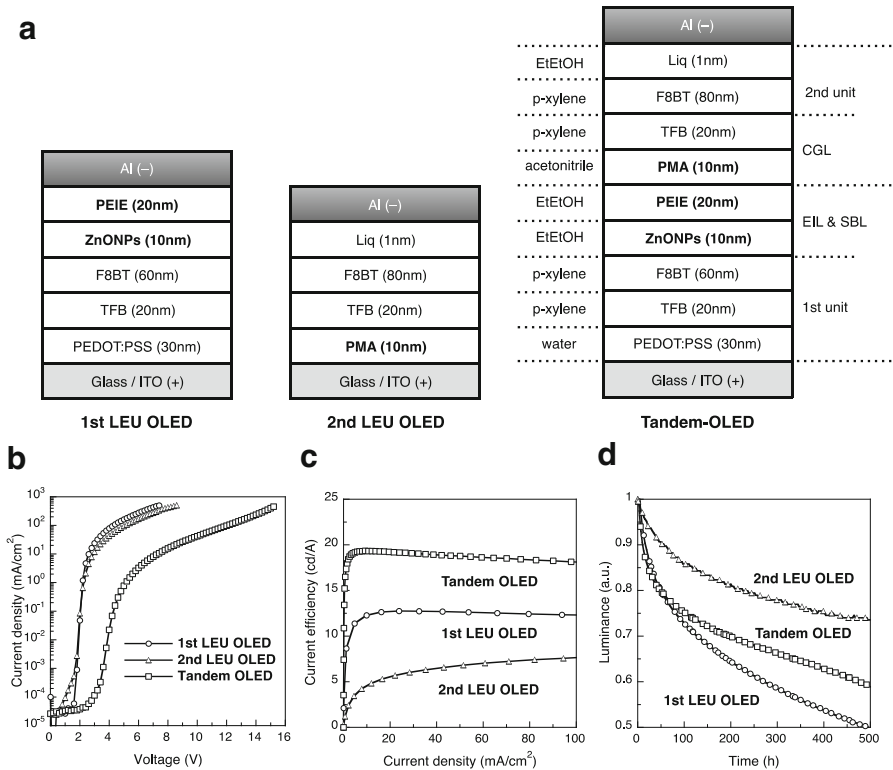 a
Al (–)
PEIE (20nm)
ZnONPs (10nm)
F8BT (60nm)
TFB (20nm)
PEDOT:PSS (30nm)
Glass / ITO (+)
1st LEU OLED
Al (–)
Liq (1nm)
F8BT (80nm)
TFB (20nm)
PMA (10nm)
Glass / ITO (+)
2nd LEU OLED
Al (–)
EtEtOH Liq (1nm)
p-xylene F8BT (80nm) 2nd unit
p-xylene TFB (20nm) CGL
acetonitrile PMA (10nm)
EtEtOH PEIE (20nm) EIL & SBL
EtEtOH ZnONPs (10nm)
p-xylene F8BT (60nm)
p-xylene TFB (20nm) 1st unit
water PEDOT:PSS (30nm)
Glass / ITO (+)
Tandem-OLED
b
Current density (mA/cm²)
10³
10²
10¹
10⁰
10⁻¹
10⁻²
10⁻³
10⁻⁴
10⁻⁵
1st LEU OLED
2nd LEU OLED
Tandem OLED
0 2 4 6 8 10 12 14 16
Voltage (V)
c
Current efficiency (cd/A)
25
20
15
10
5
0
Tandem OLED
1st LEU OLED
2nd LEU OLED
0 20 40 60 80 100
Current density (mA/cm²)
d
Luminance (a.u.)
1
0.9
0.8
0.7
0.6
0.5
2nd LEU OLED
Tandem OLED
1st LEU OLED
0 100 200 300 400 500
Time (h)